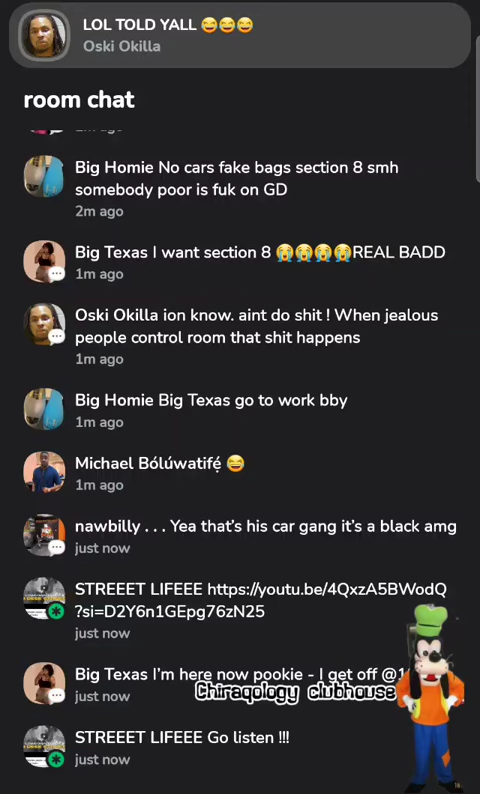 LOL TOLD YALL 😂😂😂
Oski Okilla
room chat
Big Homie No cars fake bags section 8 smh
somebody poor is fuk on GD
2m ago
Big Texas I want section 8 😭😭😭😭REAL BADD
1m ago
Oski Okilla ion know. aint do shit ! When jealous
people control room that shit happens
1m ago
Big Homie Big Texas go to work bby
1m ago
Michael Bólúwatifẹ́ 😂
1m ago
nawbilly . . . Yea that's his car gang it's a black amg
just now
STREEET LIFEEE https://youtu.be/4QxzA5BWodQ
?si=D2Y6n1GEpg76zN25
just now
Big Texas I'm here now pookie - I get off @
just now
Chiraqology clubhouse
STREEET LIFEEE Go listen !!!
just now